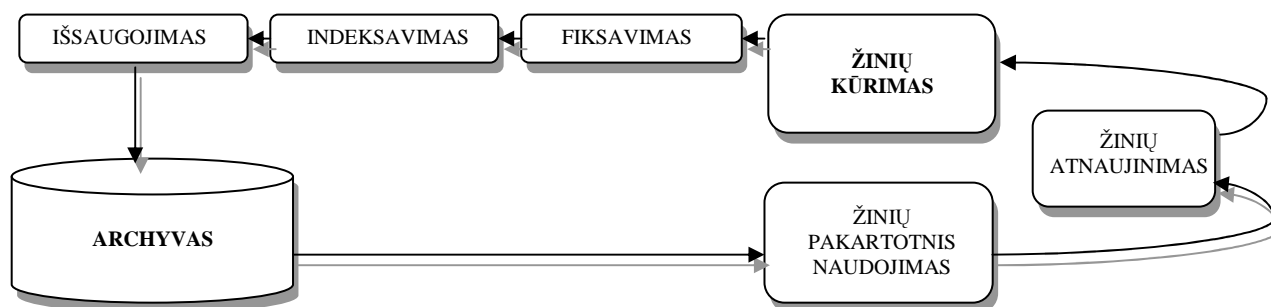 IŠSAUGOJIMAS
INDEKSAVIMAS
FIKSAVIMAS
ŽINIŲ
KŪRIMAS
ŽINIŲ
ATNAUJINIMAS
ARCHYVAS
ŽINIŲ
PAKARTOTNIS
NAUDOJIMAS